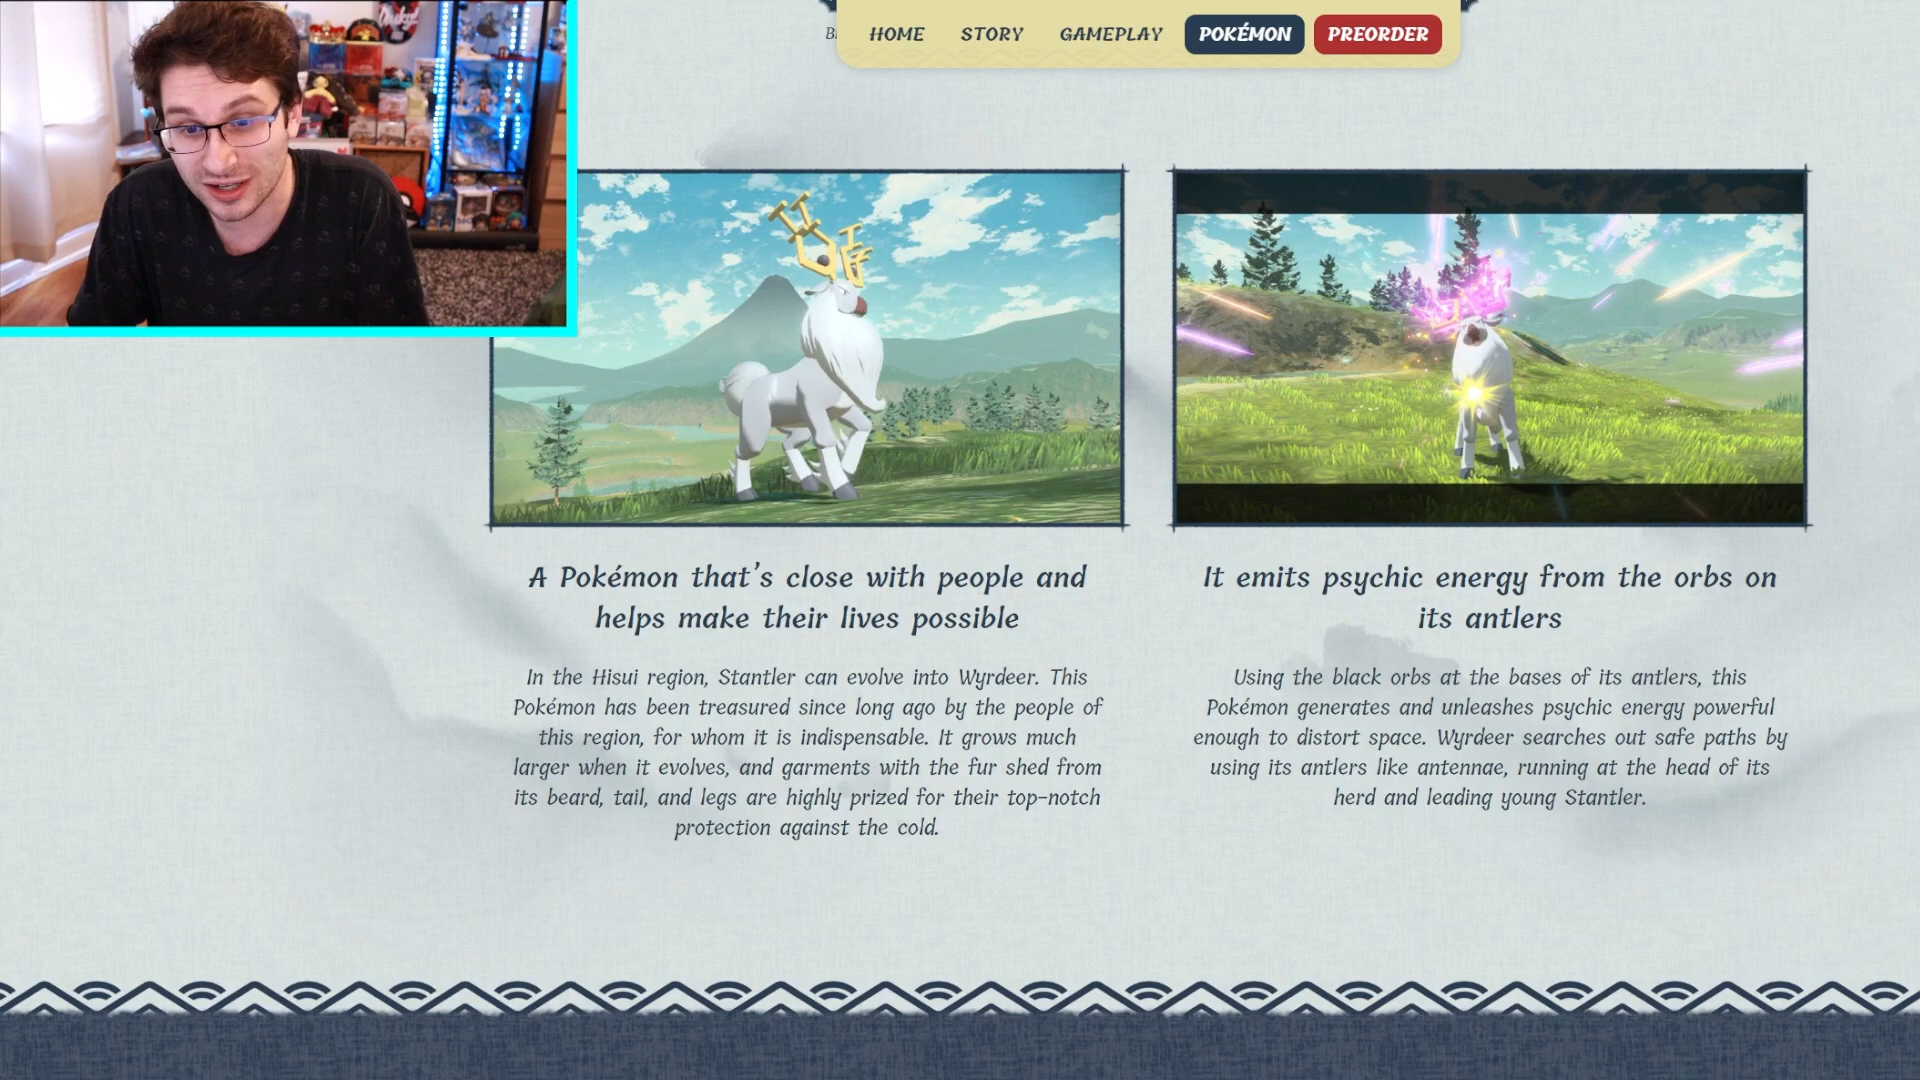 HOME STORY GAMEPLAY POKÉMON PREORDER
A Pokémon that's close with people and
helps make their lives possible
In the Hisui region, Stantler can evolve into Wyrdeer. This
Pokémon has been treasured since long ago by the people of
this region, for whom it is indispensable. It grows much
larger when it evolves, and garments with the fur shed from
its beard, tail, and legs are highly prized for their top-notch
protection against the cold.
It emits psychic energy from the orbs on
its antlers
Using the black orbs at the bases of its antlers, this
Pokémon generates and unleashes psychic energy powerful
enough to distort space. Wyrdeer searches out safe paths by
using its antlers like antennae, running at the head of its
herd and leading young Stantler.